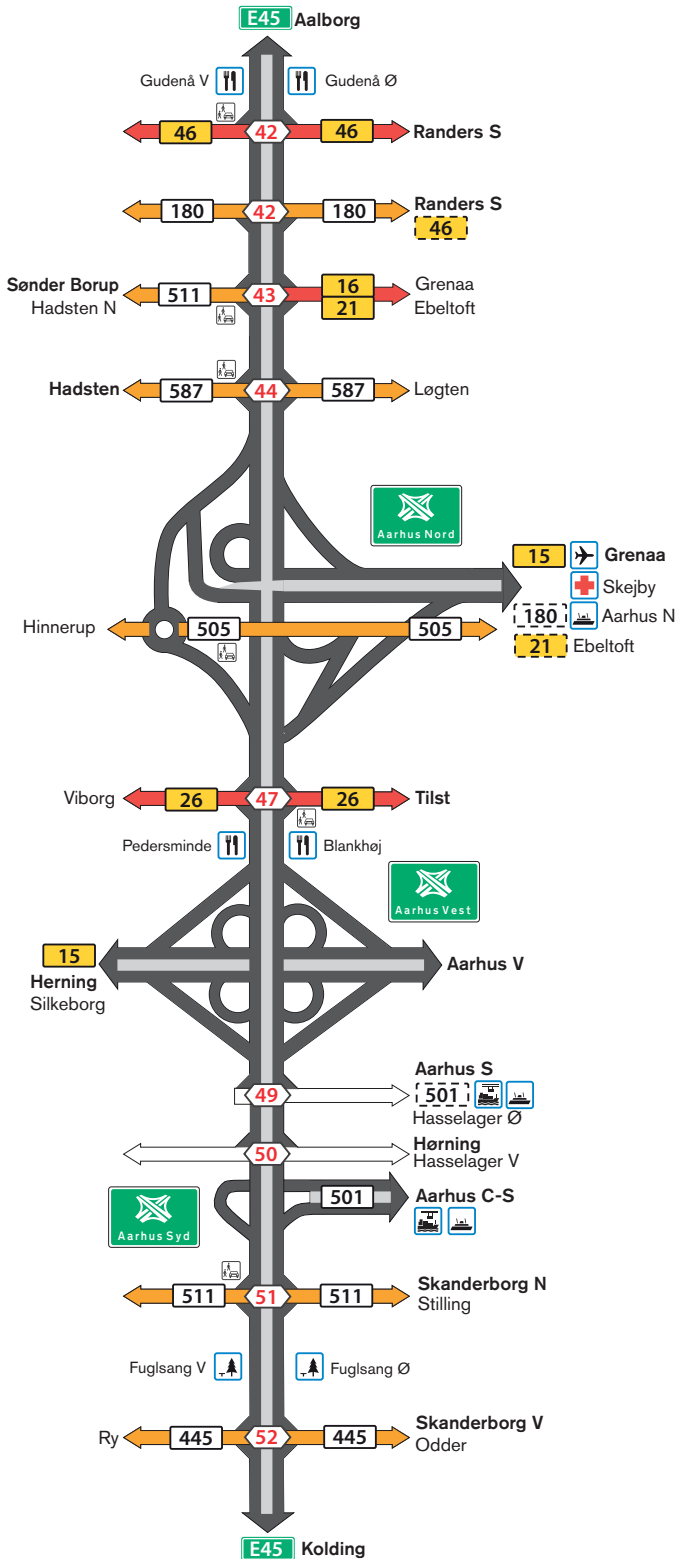 E45 Aalborg
Gudenå V
Gudenå Ø
46 42 46 Randers S
180 42 180 Randers S
46
Sønder Borup
Hadsten N
511 43 16
21
Grenaa
Ebeltoft
Hadsten 587 44 587 Løgten
Aarhus Nord
15 Grenaa
Skejby
180 Aarhus N
21 Ebeltoft
Hinnerup 505 505
Viborg 26 47 26 Tilst
Pedersminde
Blankhøj
Aarhus Vest
15
Herning
Silkeborg
Aarhus V
Aarhus S
49 501
Hasselager Ø
50 Hørning
Hasselager V
501 Aarhus C-S
Aarhus Syd
511 51 511 Skanderborg N
Stilling
Fuglsang V
Fuglsang Ø
Ry 445 52 445 Skanderborg V
Odder
E45 Kolding